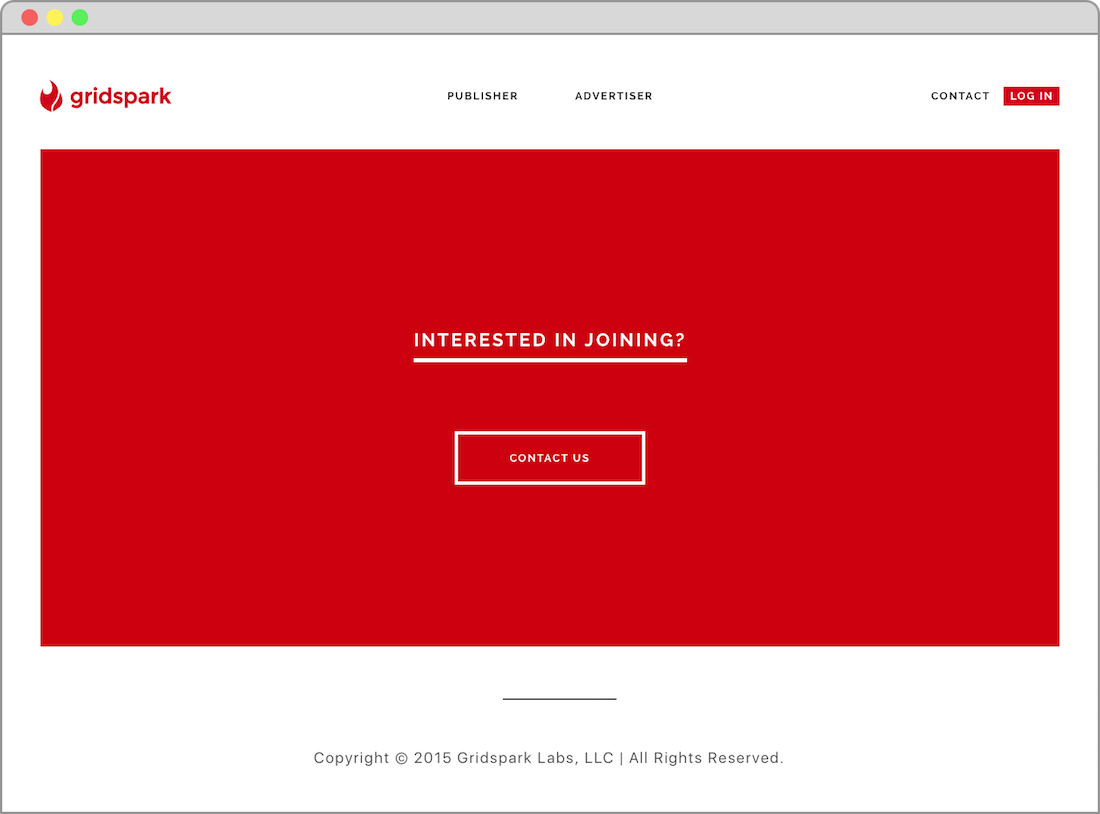 gridspark
PUBLISHER
ADVERTISER
CONTACT
LOG IN
INTERESTED IN JOINING?
CONTACT US
Copyright © 2015 Gridspark Labs, LLC | All Rights Reserved.